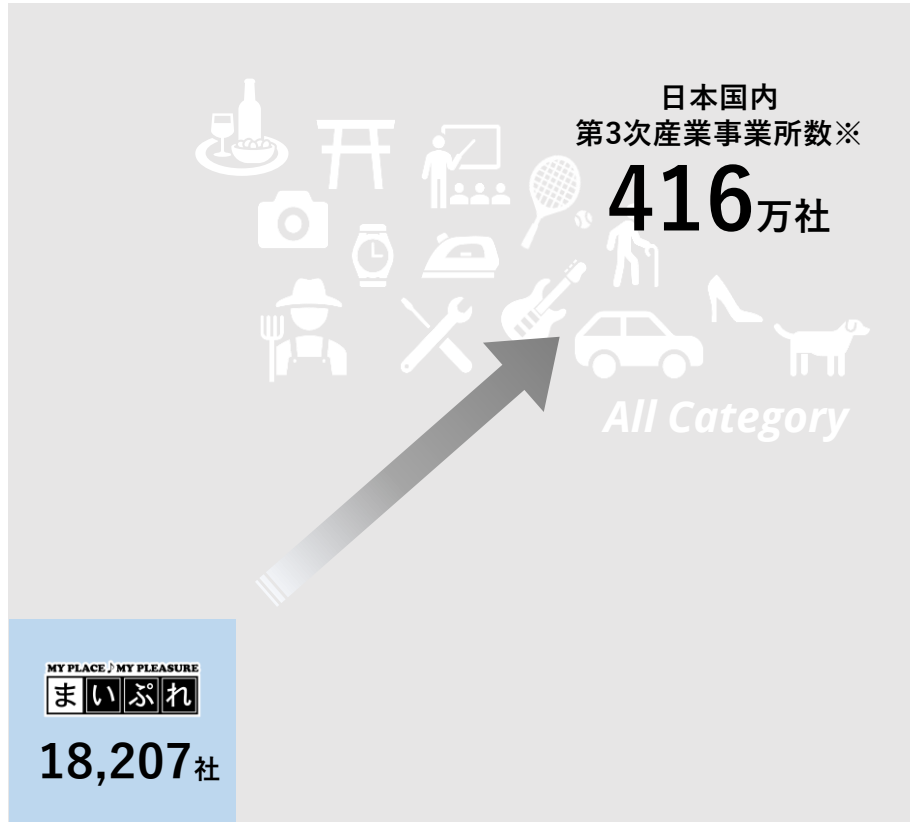 日本国内
第3次産業事業所数※
416万社
All Category
MY PLACE♪MY PLEASURE
まいぷれ
18,207社